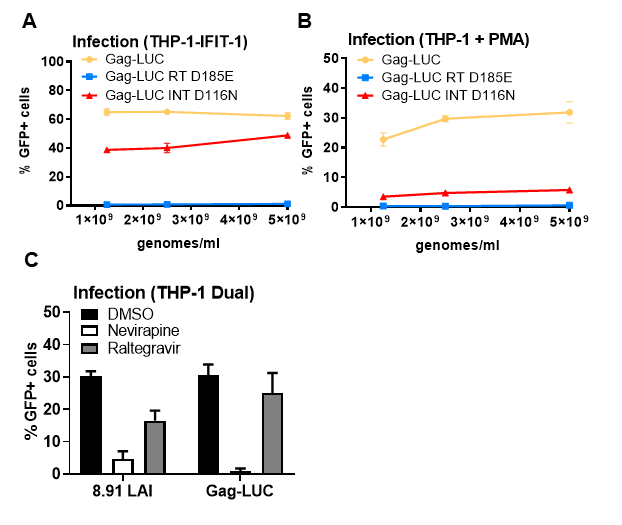 A
Infection (THP-1-IFIT-1)
Gag-LUC
Gag-LUC RT D185E
Gag-LUC INT D116N
% GFP+ cells
100
80
60
40
20
0
1×10⁹ 2×10⁹ 3×10⁹ 4×10⁹ 5×10⁹
genomes/ml
B
Infection (THP-1 + PMA)
Gag-LUC
Gag-LUC RT D185E
Gag-LUC INT D116N
% GFP+ cells
50
40
30
20
10
0
1×10⁹ 2×10⁹ 3×10⁹ 4×10⁹ 5×10⁹
genomes/ml
C
Infection (THP-1 Dual)
DMSO
Nevirapine
Raltegravir
% GFP+ cells
50
40
30
20
10
0
8.91 LAI Gag-LUC